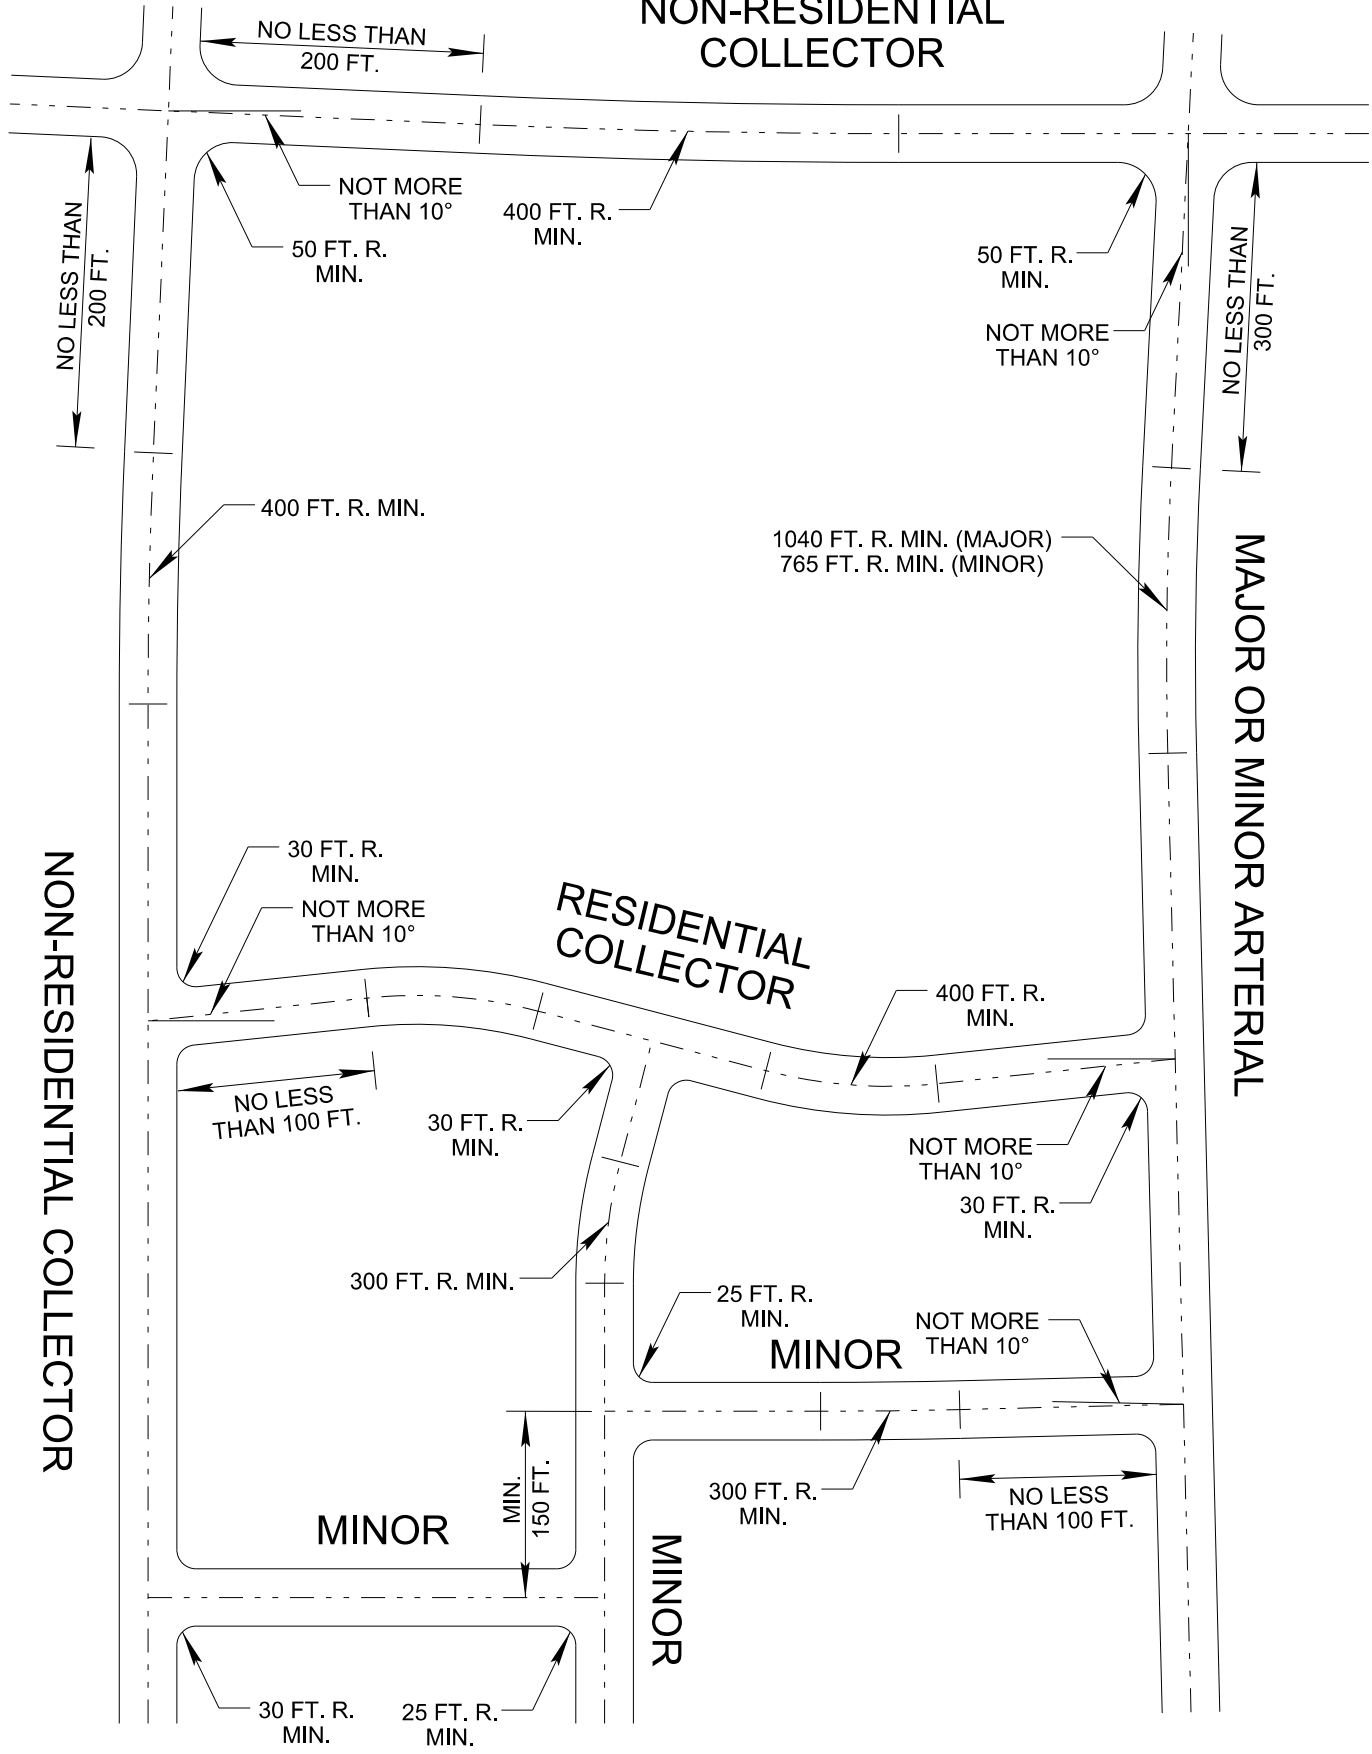 NON-RESIDENTIAL
COLLECTOR
NO LESS THAN
200 FT.
NOT MORE
THAN 10°
400 FT. R.
MIN.
50 FT. R.
MIN.
50 FT. R.
MIN.
NOT MORE
THAN 10°
NO LESS THAN
200 FT.
NO LESS THAN
300 FT.
400 FT. R. MIN.
1040 FT. R. MIN. (MAJOR)
765 FT. R. MIN. (MINOR)
MAJOR OR MINOR ARTERIAL
NON-RESIDENTIAL COLLECTOR
30 FT. R.
MIN.
NOT MORE
THAN 10°
RESIDENTIAL
COLLECTOR
400 FT. R.
MIN.
NO LESS
THAN 100 FT.
30 FT. R.
MIN.
NOT MORE
THAN 10°
30 FT. R.
MIN.
300 FT. R. MIN.
25 FT. R.
MIN.
NOT MORE
THAN 10°
MINOR
MIN.
150 FT.
300 FT. R.
MIN.
NO LESS
THAN 100 FT.
MINOR
MINOR
30 FT. R.
MIN.
25 FT. R.
MIN.